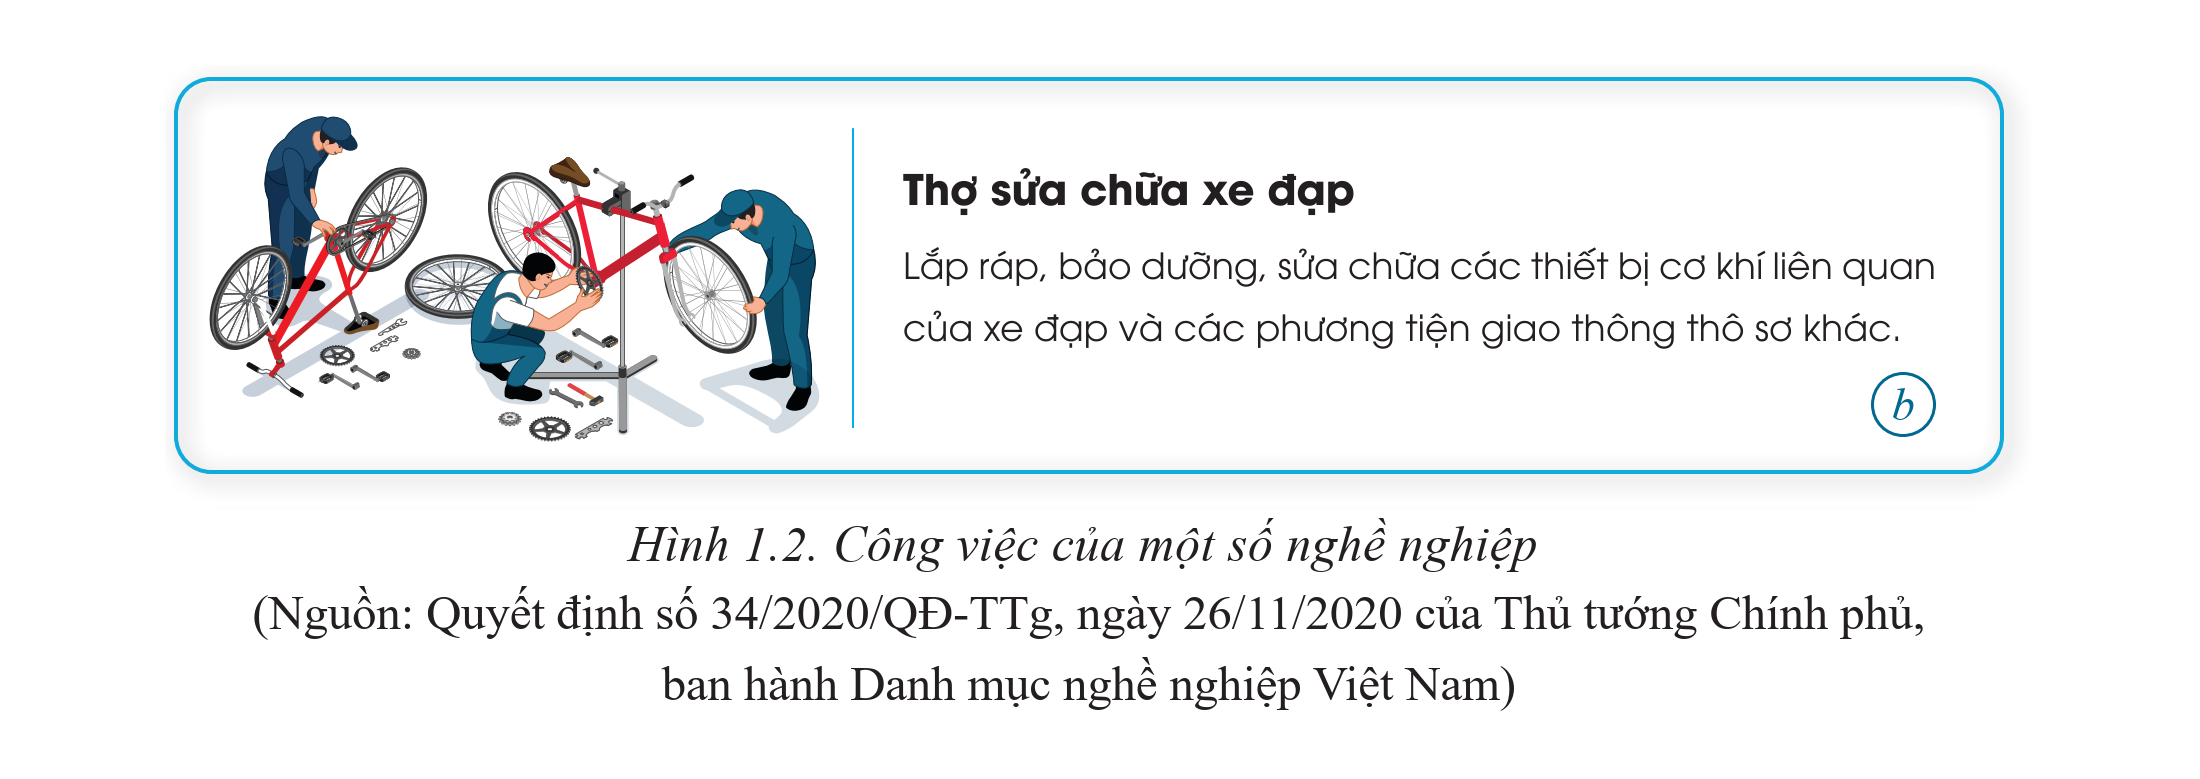 Thợ sửa chữa xe đạp
Lắp ráp, bảo dưỡng, sửa chữa các thiết bị cơ khí liên quan
của xe đạp và các phương tiện giao thông thô sơ khác.
b
Hình 1.2. Công việc của một số nghề nghiệp
(Nguồn: Quyết định số 34/2020/QĐ-TTg, ngày 26/11/2020 của Thủ tướng Chính phủ,
ban hành Danh mục nghề nghiệp Việt Nam)